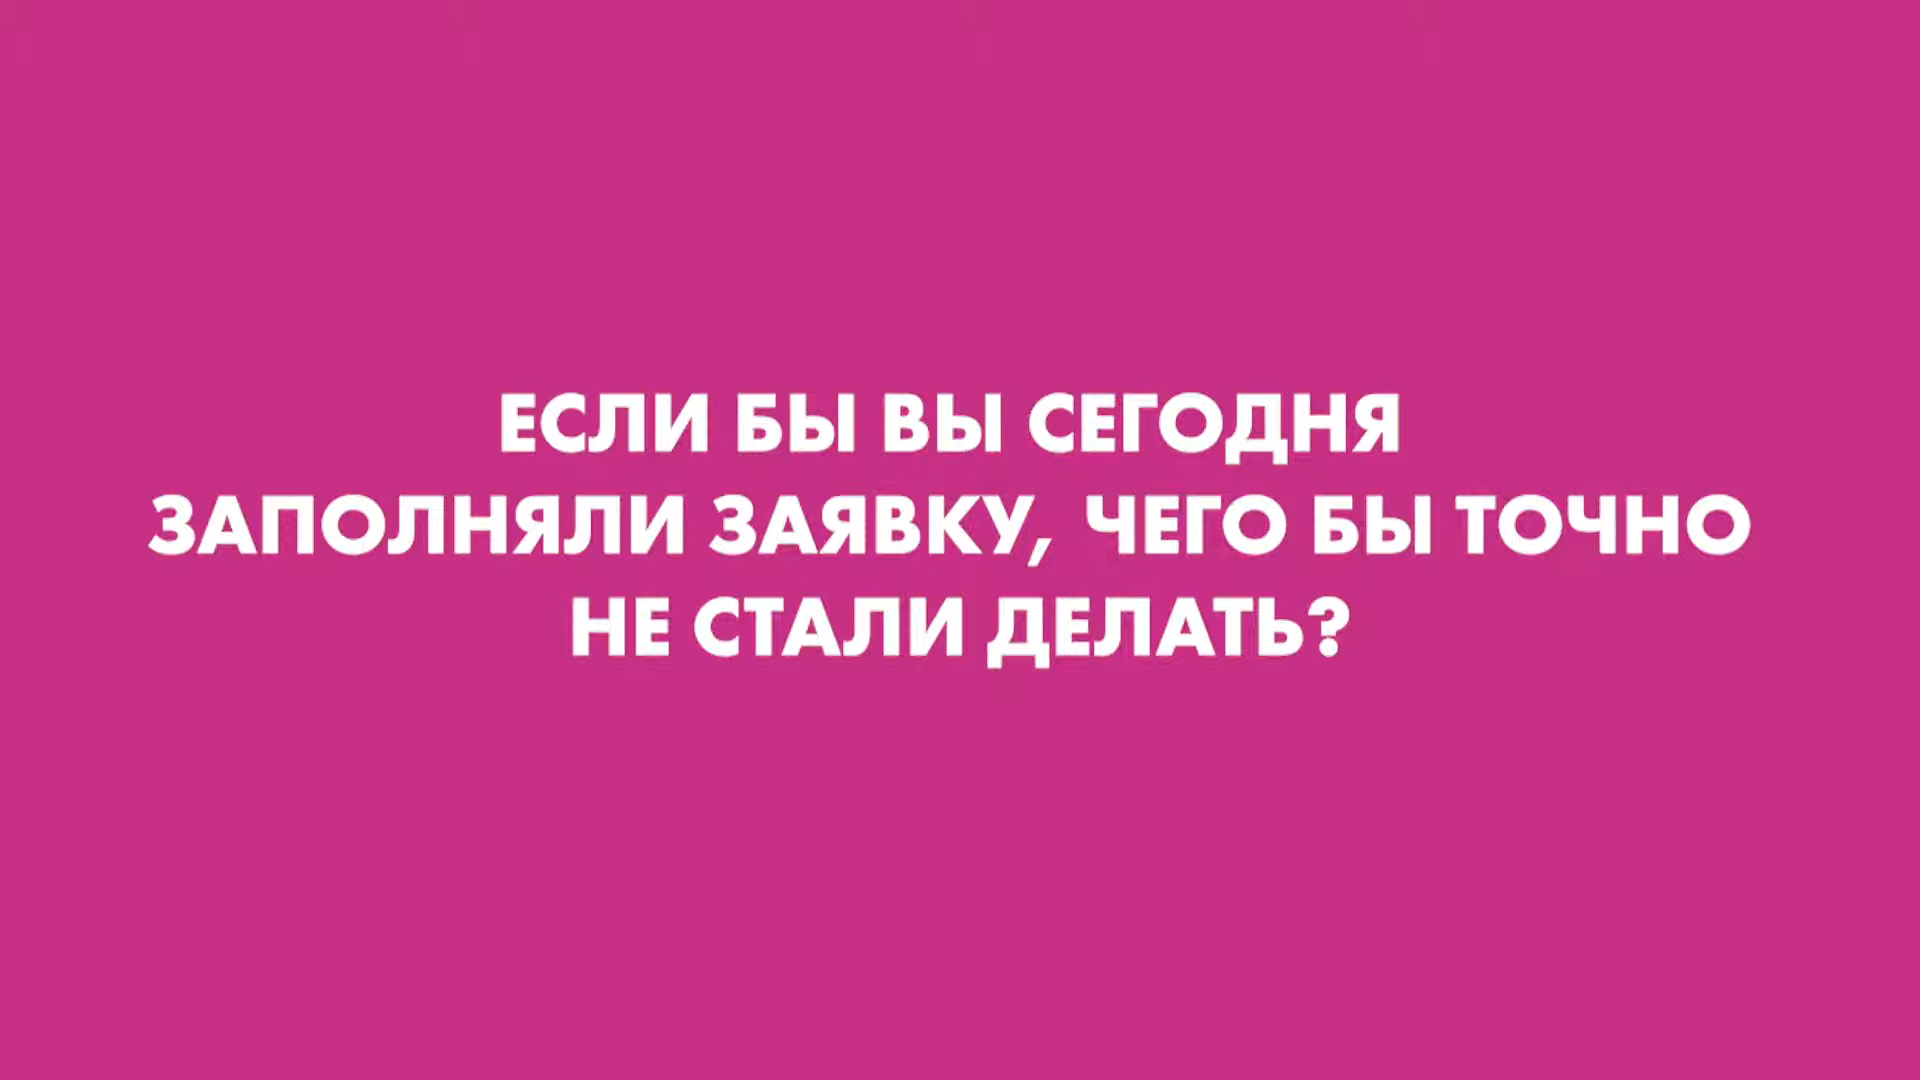 ЕСЛИ БЫ ВЫ СЕГОДНЯ
ЗАПОЛНЯЛИ ЗАЯВКУ, ЧЕГО БЫ ТОЧНО
НЕ СТАЛИ ДЕЛАТЬ?